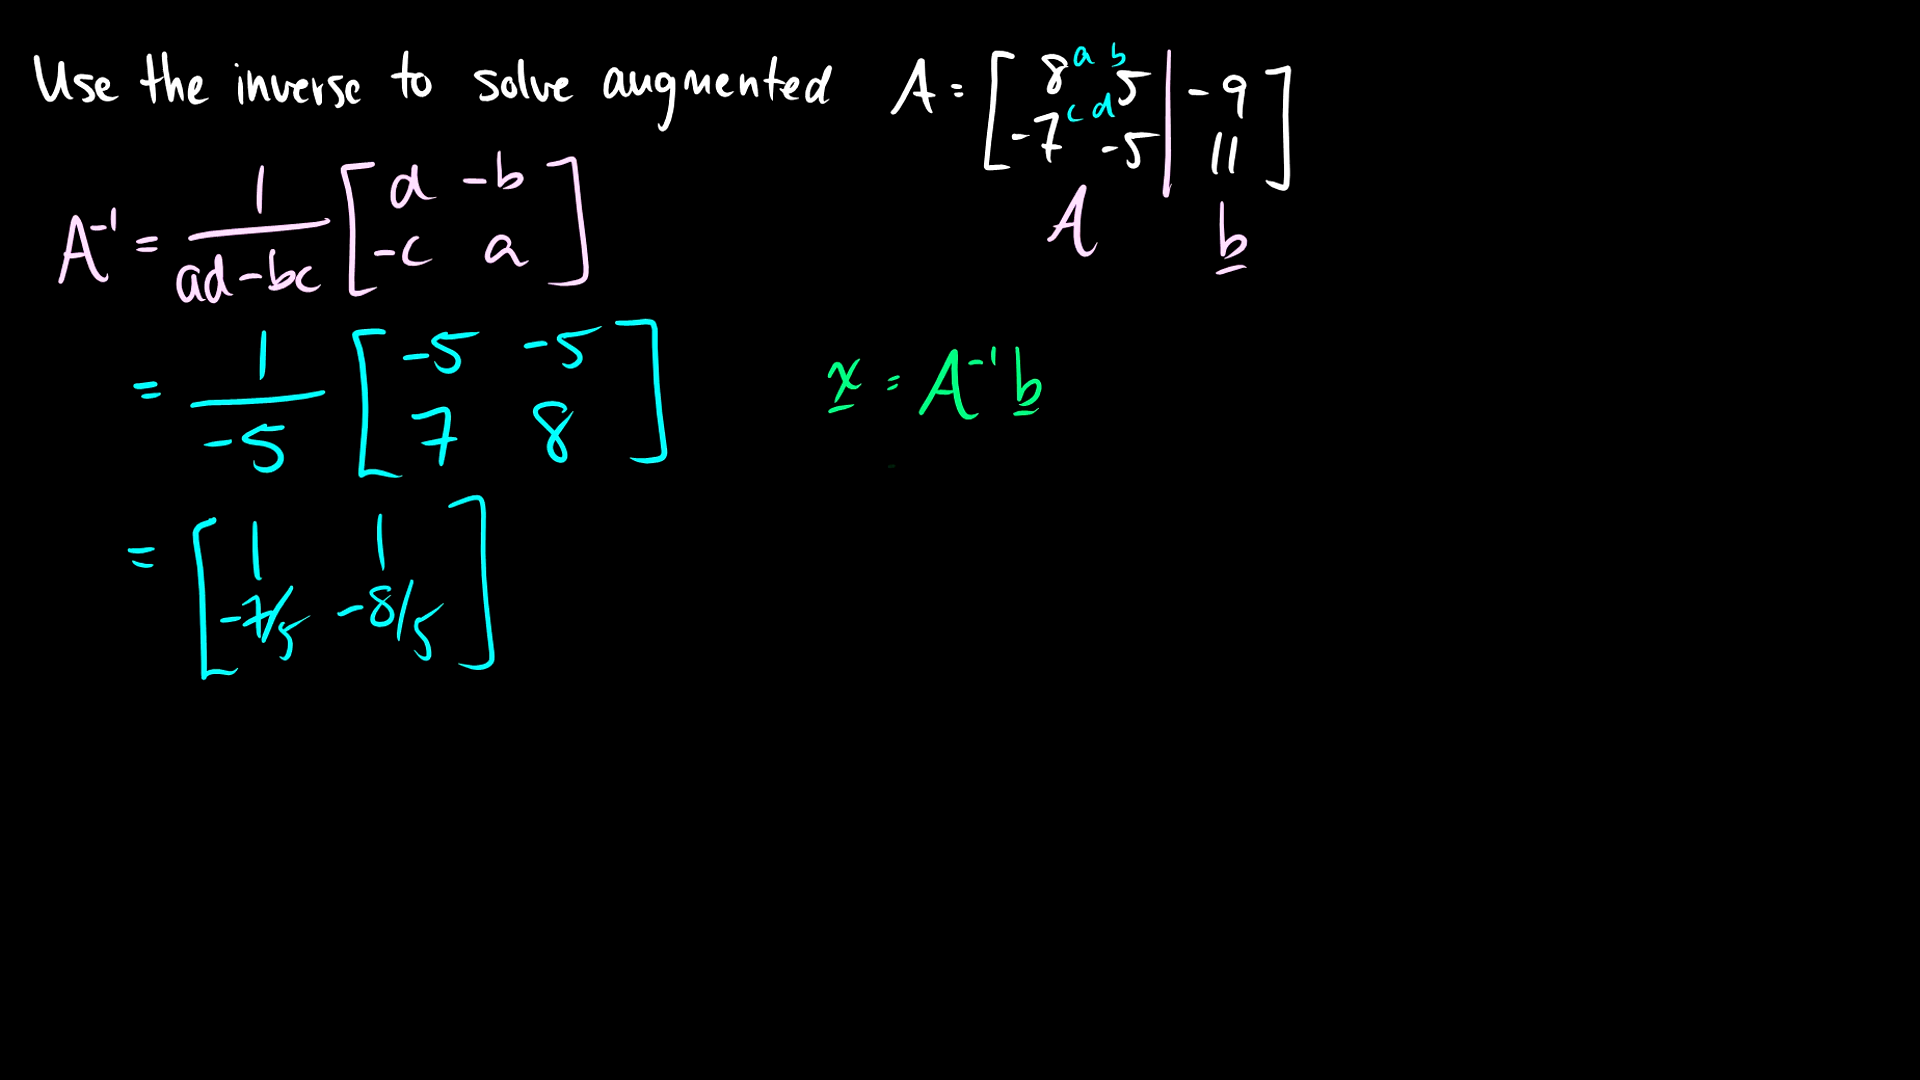 Use the inverse to solve augmented A = [ 8 a b 5 | -9
-7 c d -5 | 11 ]
A b
A⁻¹ = 1/(ad-bc) [ d -b
-c a ]
= 1/-5 [ -5 -5
7 8 ]
= [ 1 1
-7/5 -8/5 ]
x = A⁻¹ b